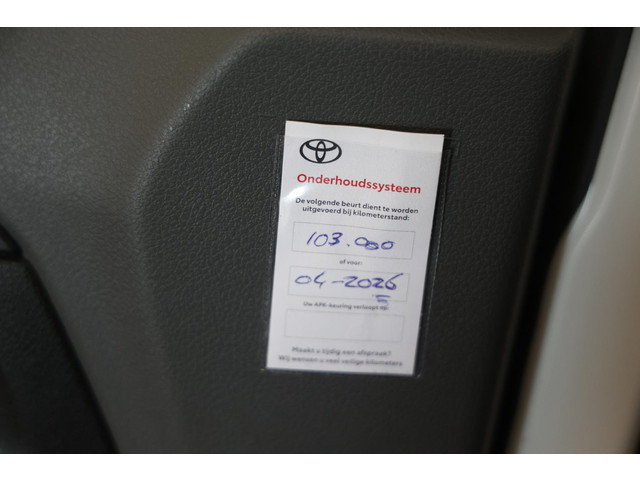 Onderhoudssysteem
De volgende beurt dient te worden
uitgevoerd bij kilometerstand:
103.000
of voor:
04-2026
Uw APK-keuring verloopt op:
Maakt u tijdig een afspraak?
Wij wensen u veel veilige kilometers